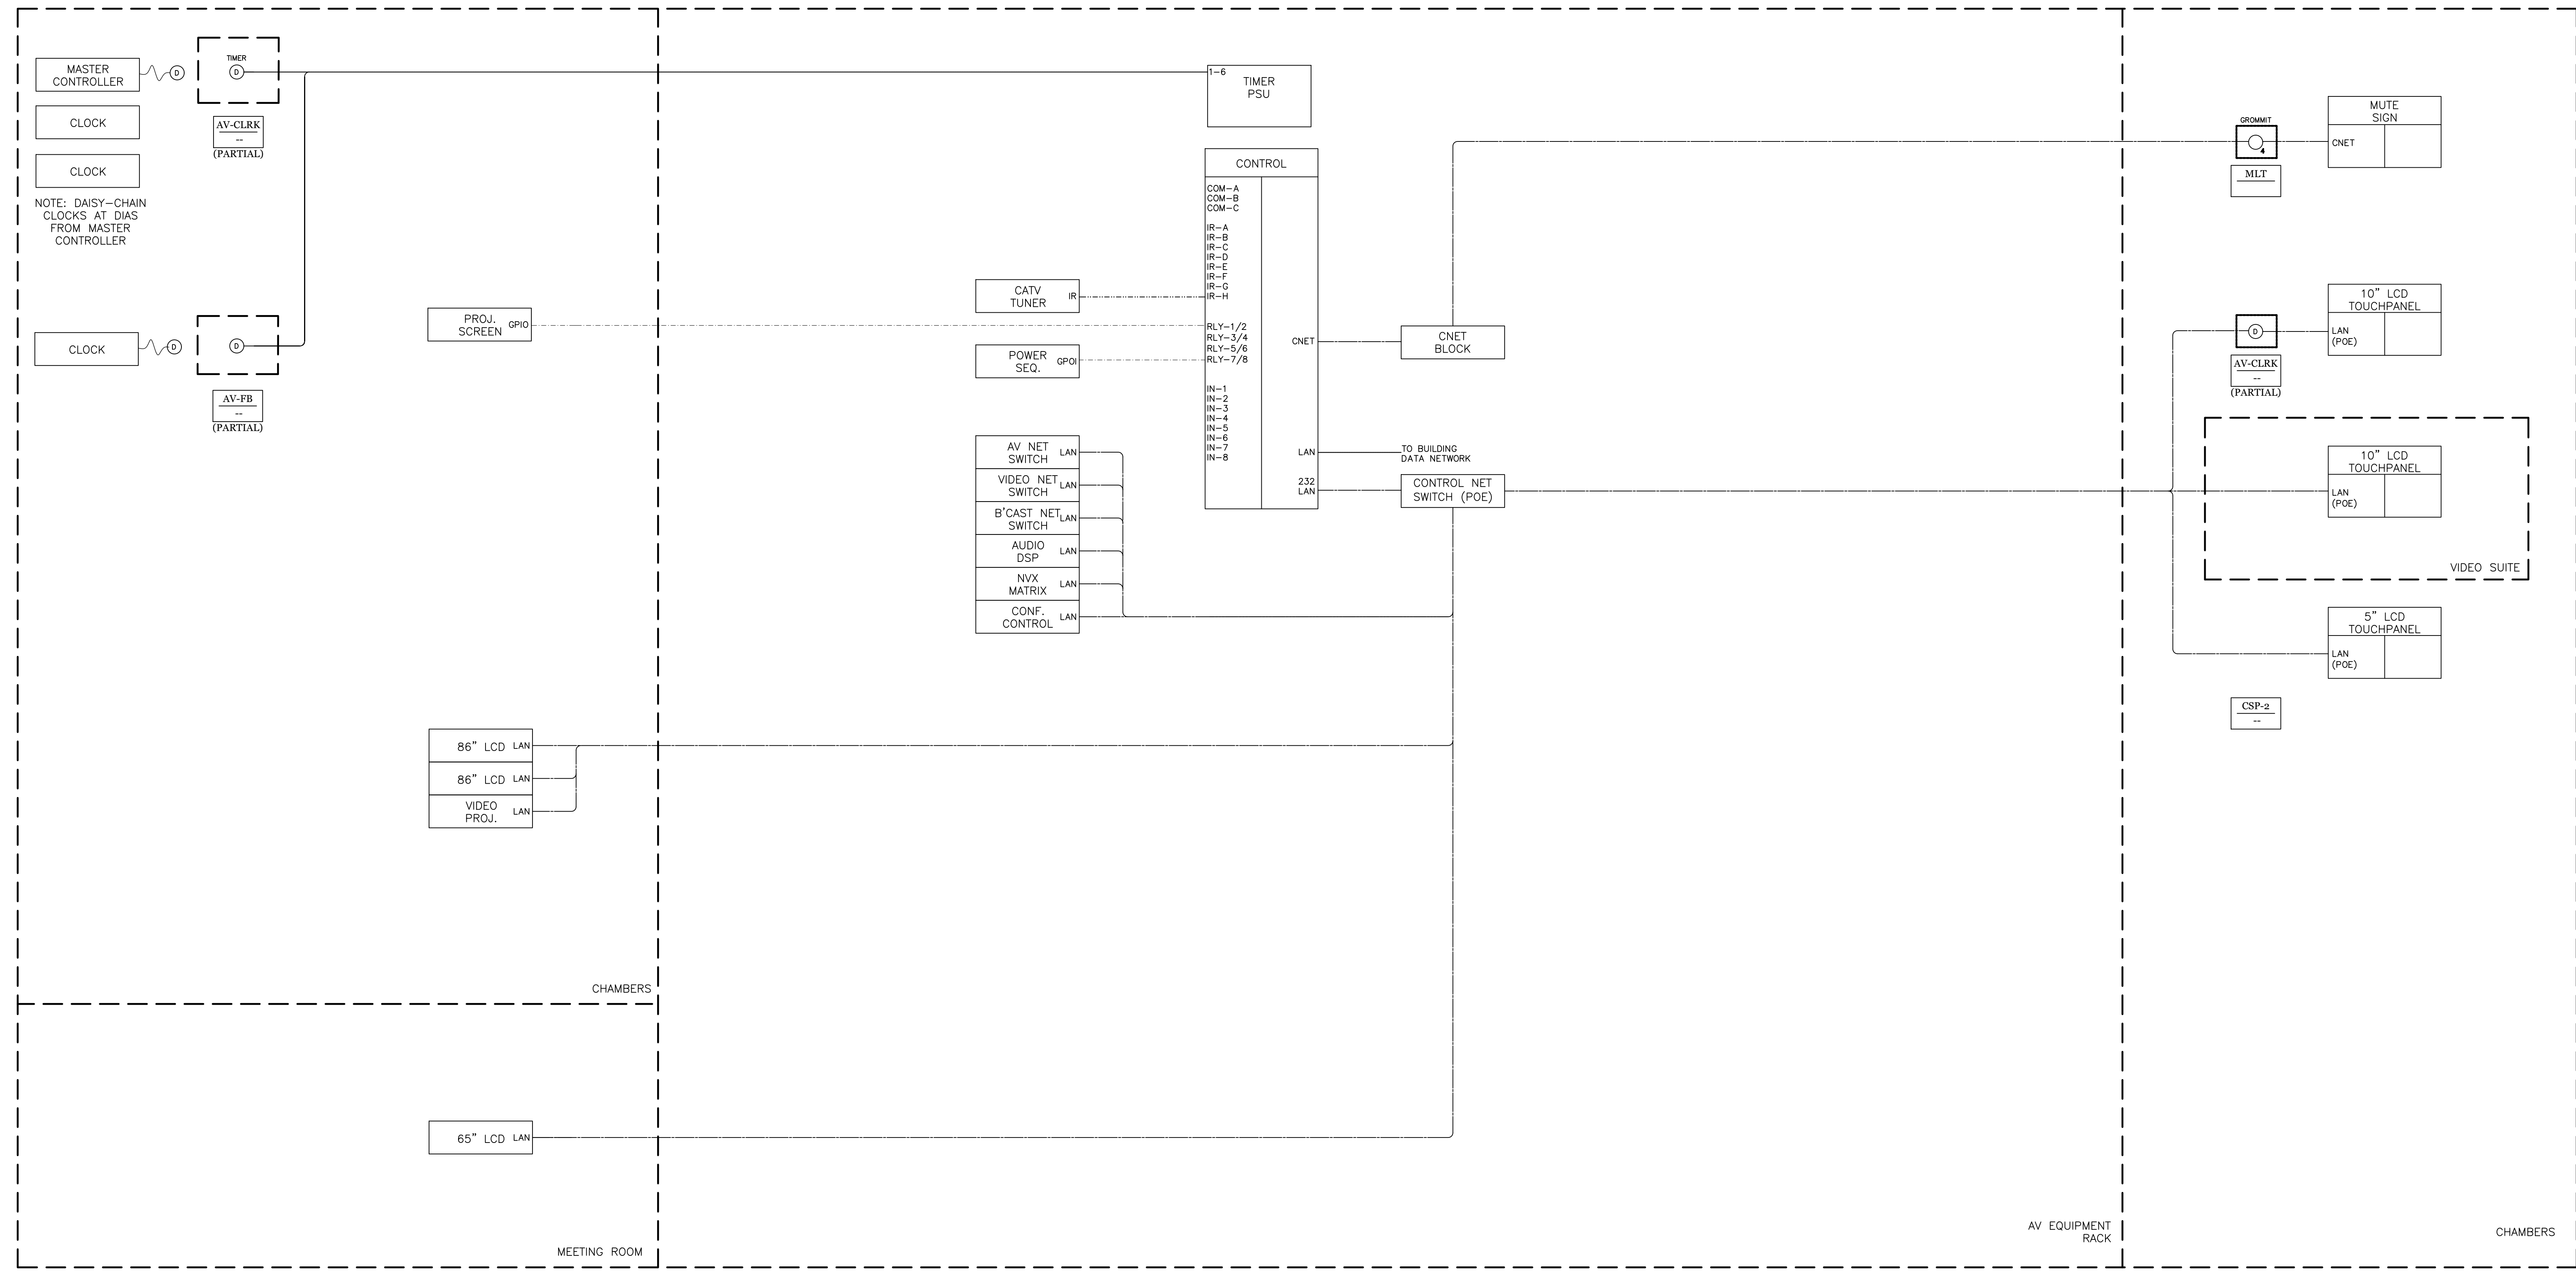 MASTER
CONTROLLER
D
TIMER
D
CLOCK
CLOCK
AV-CLRK
--
(PARTIAL)
NOTE: DAISY-CHAIN
CLOCKS AT DIAS
FROM MASTER
CONTROLLER
CLOCK
D
D
AV-FB
--
(PARTIAL)
PROJ.
SCREEN
GPIO
86" LCD
LAN
86" LCD
LAN
VIDEO
PROJ.
LAN
CHAMBERS
65" LCD
LAN
MEETING ROOM
1-6
TIMER
PSU
CONTROL
COM-A
COM-B
COM-C
IR-A
IR-B
IR-C
IR-D
IR-E
IR-F
IR-G
IR-H
RLY-1/2
RLY-3/4
RLY-5/6
RLY-7/8
IN-1
IN-2
IN-3
IN-4
IN-5
IN-6
IN-7
IN-8
CNET
LAN
232
LAN
CATV
TUNER
IR
POWER
SEQ.
GPOI
AV NET
SWITCH
LAN
VIDEO NET
SWITCH
LAN
B'CAST NET
SWITCH
LAN
AUDIO
DSP
LAN
NVX
MATRIX
LAN
CONF.
CONTROL
LAN
CNET
BLOCK
TO BUILDING
DATA NETWORK
CONTROL NET
SWITCH (POE)
AV EQUIPMENT
RACK
GROMMIT
4
MLT
MUTE
SIGN
CNET
10" LCD
TOUCHPANEL
LAN
(POE)
D
AV-CLRK
--
(PARTIAL)
10" LCD
TOUCHPANEL
LAN
(POE)
VIDEO SUITE
5" LCD
TOUCHPANEL
LAN
(POE)
CSP-2
--
CHAMBERS